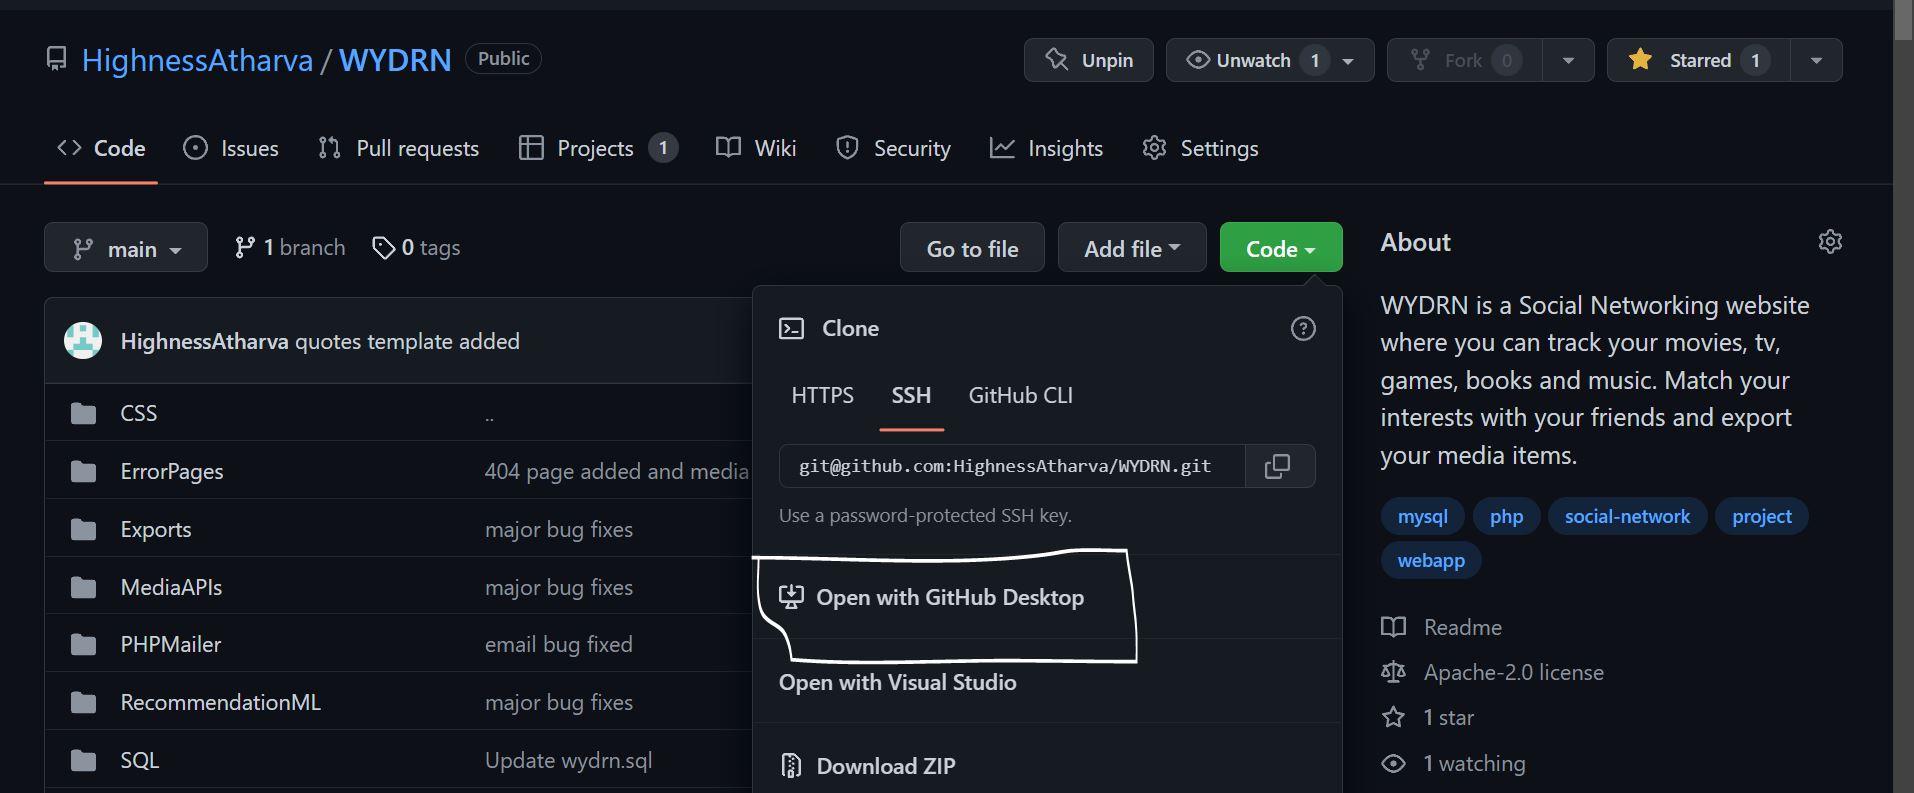 HighnessAtharva / WYDRN Public
Unpin Unwatch 1 Fork 0 Starred 1
Code Issues Pull requests Projects 1 Wiki Security Insights Settings
main 1 branch 0 tags Go to file Add file Code
HighnessAtharva quotes template added
CSS ..
ErrorPages 404 page added and media
Exports major bug fixes
MediaAPIs major bug fixes
PHPMailer email bug fixed
RecommendationML major bug fixes
SQL Update wydrn.sql
Clone
HTTPS SSH GitHub CLI
git@github.com:HighnessAtharva/WYDRN.git
Use a password-protected SSH key.
Open with GitHub Desktop
Open with Visual Studio
Download ZIP
About
WYDRN is a Social Networking website
where you can track your movies, tv,
games, books and music. Match your
interests with your friends and export
your media items.
mysql php social-network project
webapp
Readme
Apache-2.0 license
1 star
1 watching